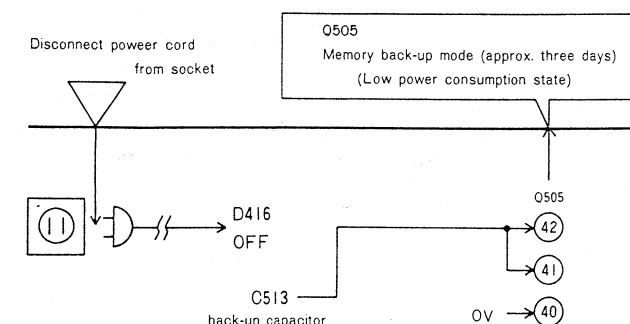 Disconnect poweer cord
from socket
Q505
Memory back-up mode (approx. three days)
(Low power consumption state)
D416
OFF
Q505
42
41
C513
back-up capacitor
0V
40